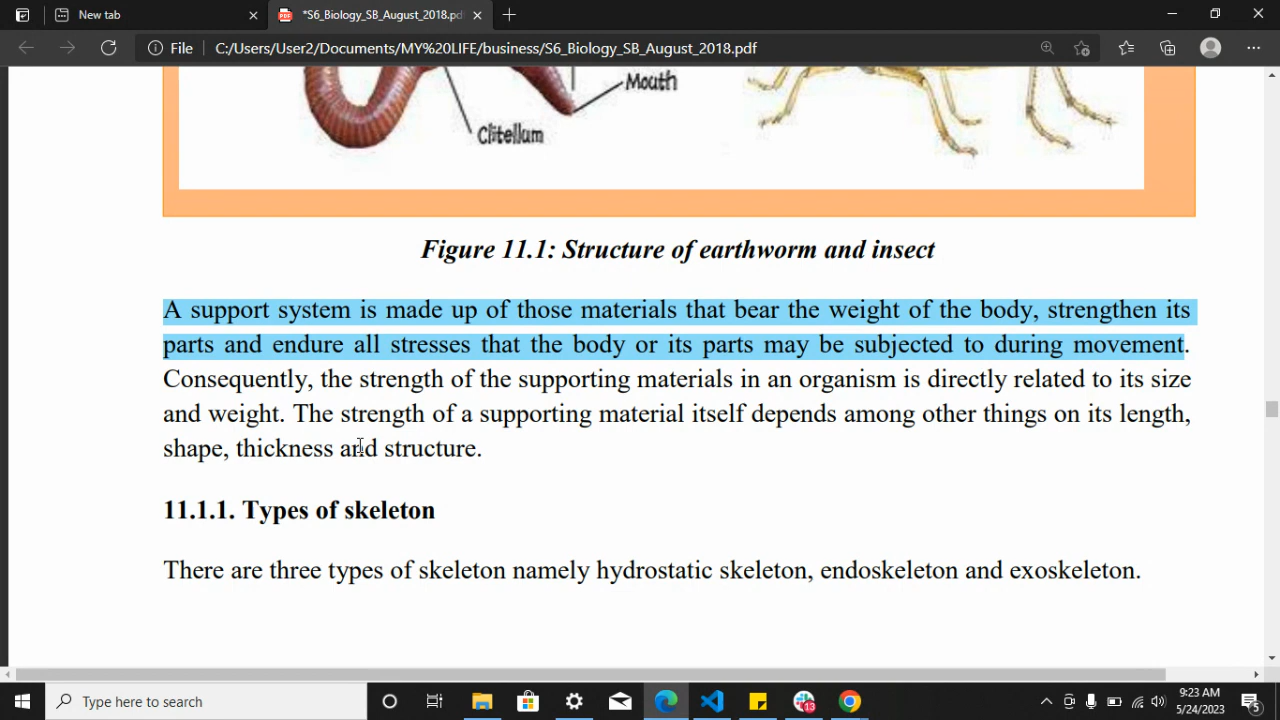 New tab
*S6_Biology_SB_August_2018.pdf
File
C:/Users/User2/Documents/MY%20LIFE/business/S6_Biology_SB_August_2018.pdf
Mouth
Clitellum
Figure 11.1: Structure of earthworm and insect
A support system is made up of those materials that bear the weight of the body, strengthen its
parts and endure all stresses that the body or its parts may be subjected to during movement.
Consequently, the strength of the supporting materials in an organism is directly related to its size
and weight. The strength of a supporting material itself depends among other things on its length,
shape, thickness and structure.
11.1.1. Types of skeleton
There are three types of skeleton namely hydrostatic skeleton, endoskeleton and exoskeleton.
Type here to search
13
9:23 AM
5/24/2023
5